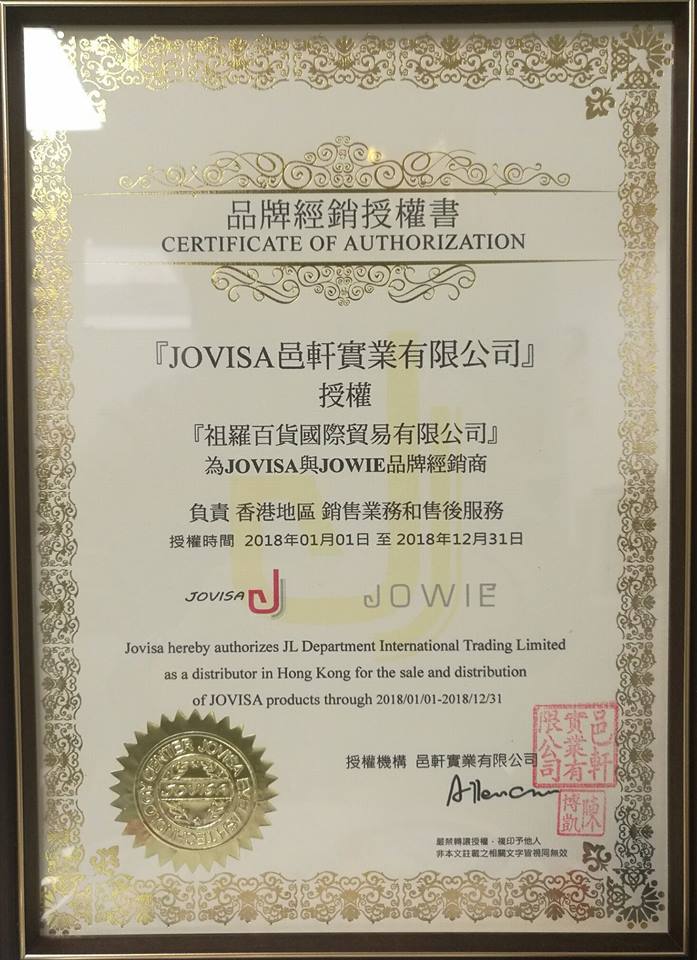 品牌經銷授權書
CERTIFICATE OF AUTHORIZATION
『JOVISA邑軒實業有限公司』
授權
『祖羅百貨國際貿易有限公司』
為JOVISA與JOWIE品牌經銷商
負責 香港地區 銷售業務和售後服務
授權時間 2018年01月01日 至 2018年12月31日
JOVISA JOWIE
Jovisa hereby authorizes JL Department International Trading Limited
as a distributor in Hong Kong for the sale and distribution
of JOVISA products through 2018/01/01-2018/12/31
JOVISA
授權機構 邑軒實業有限公司
邑軒實業有限公司
陳博凱
嚴禁轉讓授權，複印予他人
非本文註載之相關文字皆視同無效